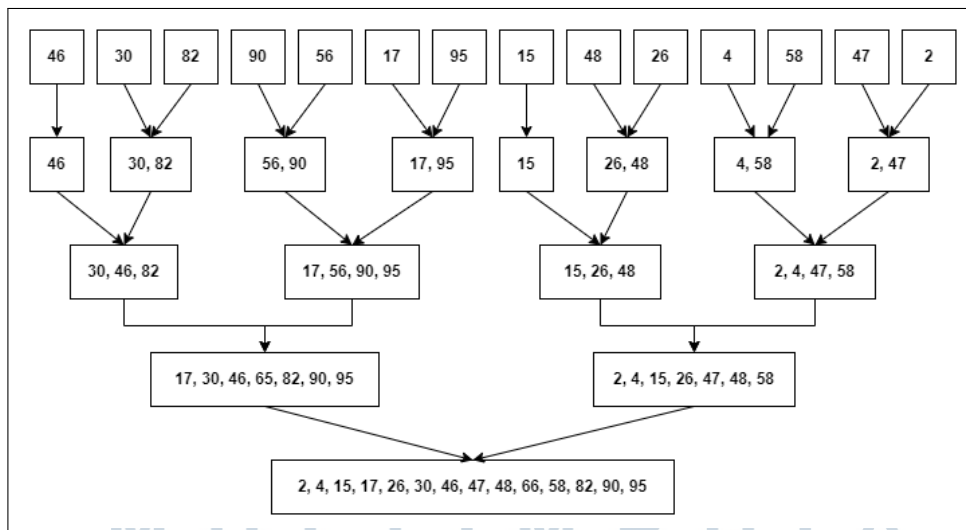 46 30 82 90 56 17 95 15 48 26 4 58 47 2
46 30, 82 56, 90 17, 95 15 26, 48 4, 58 2, 47
30, 46, 82 17, 56, 90, 95 15, 26, 48 2, 4, 47, 58
17, 30, 46, 65, 82, 90, 95 2, 4, 15, 26, 47, 48, 58
2, 4, 15, 17, 26, 30, 46, 47, 48, 66, 58, 82, 90, 95